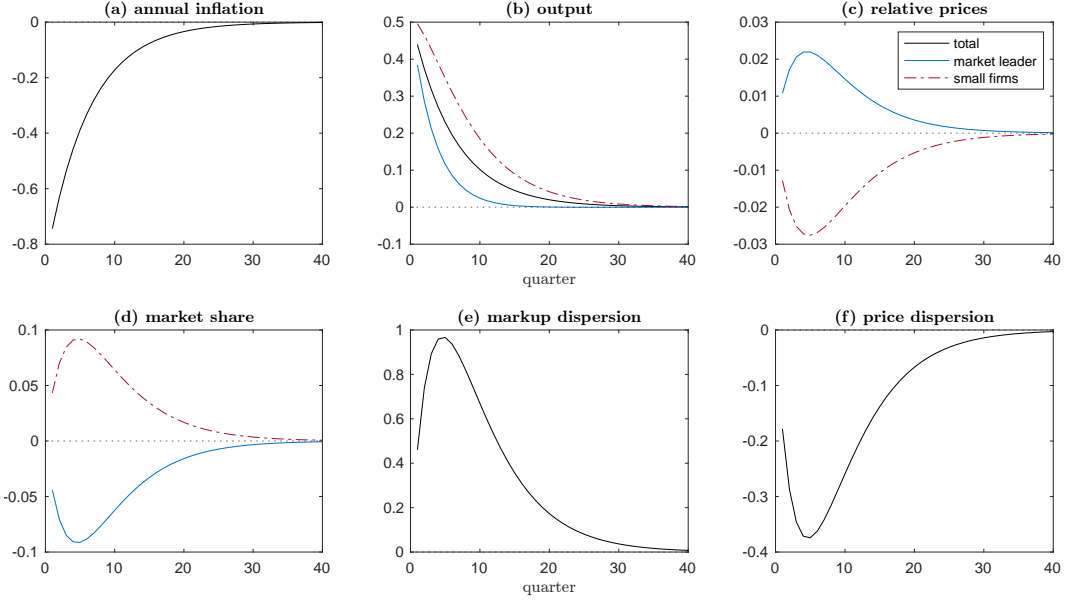 (a) annual inflation
0
-0.2
-0.4
-0.6
-0.8
0 10 20 30 40
(b) output
0.5
0.4
0.3
0.2
0.1
0
-0.1
0 10 20 30 40
quarter
(c) relative prices
0.03
0.02
0.01
0
-0.01
-0.02
-0.03
0 10 20 30 40
total
market leader
small firms
(d) market share
0.1
0.05
0
-0.05
-0.1
0 10 20 30 40
(e) markup dispersion
1
0.8
0.6
0.4
0.2
0
0 10 20 30 40
quarter
(f) price dispersion
0
-0.1
-0.2
-0.3
-0.4
0 10 20 30 40